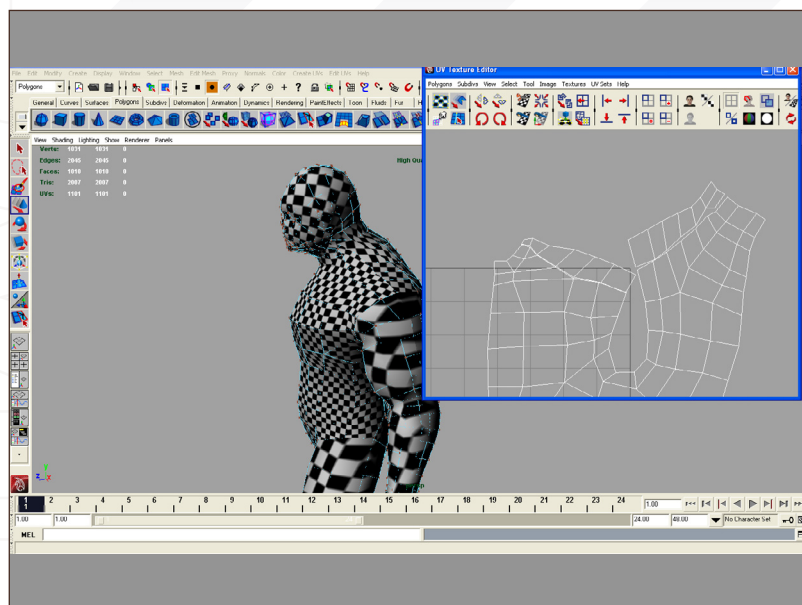 File Edit Modify Create Display Window Select Mesh Edit Mesh Proxy Normals Color Create UVs Edit UVs Help
Polygons
General Curves Surfaces Polygons Subdivs Deformation Animation Dynamics Rendering PaintEffects Toon Fluids Fur
View Shading Lighting Show Renderer Panels
Verts: 1031 1031 0
Edges: 2045 2045 0
Faces: 1018 1018 0
Tris: 2007 2007 0
UVs: 1101 1101 0
High Qua
UV Texture Editor
Polygons Subdivs View Select Tool Image Textures UV Sets Help
1 2 3 4 5 6 7 8 9 10 11 12 13 14 15 16 17 18 19 20 21 22 23 24
1
1.00
1.00 1.00 24.00 48.00 No Character Set
MEL